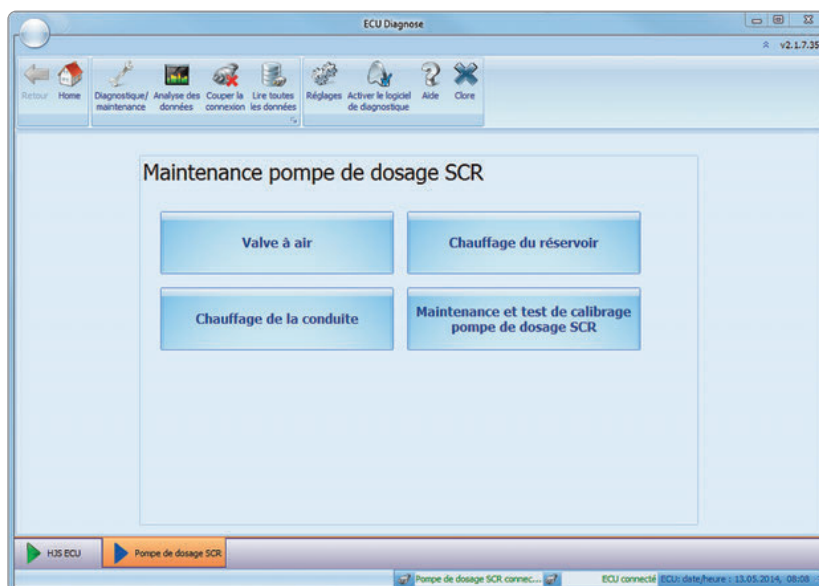 ECU Diagnose
v2.1.7.35
Retour Home Diagnostique/ Analyse des Couper la Lire toutes Réglages Activer le logiciel Aide Clore
maintenance données connexion les données de diagnostique
Maintenance pompe de dosage SCR
Valve à air Chauffage du réservoir
Chauffage de la conduite Maintenance et test de calibrage
pompe de dosage SCR
HJS ECU Pompe de dosage SCR
Pompe de dosage SCR connec... ECU connecté ECU: date/heure : 13.05.2014, 08:08